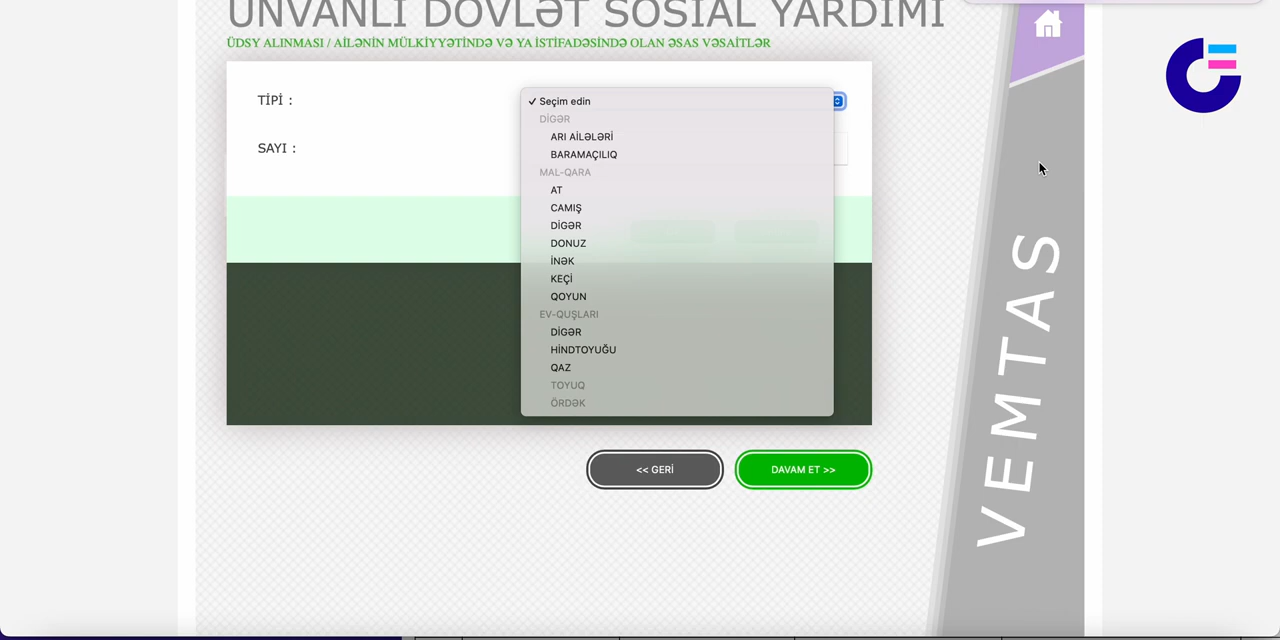 ÜNVANLI DÖVLƏT SOSİAL YARDIMI
ÜDSY ALINMASI / AİLƏNİN MÜLKİYYƏTİNDƏ VƏ YA İSTİFADƏSİNDƏ OLAN ƏSAS VƏSAİTLƏR
TİPİ :
✓ Seçim edin
DİGƏR
ARI AİLƏLƏRİ
BARAMAÇILIQ
SAYI :
MAL-QARA
AT
CAMIŞ
DİGƏR
DONUZ
İNƏK
KEÇİ
QOYUN
EV-QUŞLARI
DİGƏR
HİNDTOYUĞU
QAZ
TOYUQ
ÖRDƏK
<< GERİ
DAVAM ET >>
VEMTAS